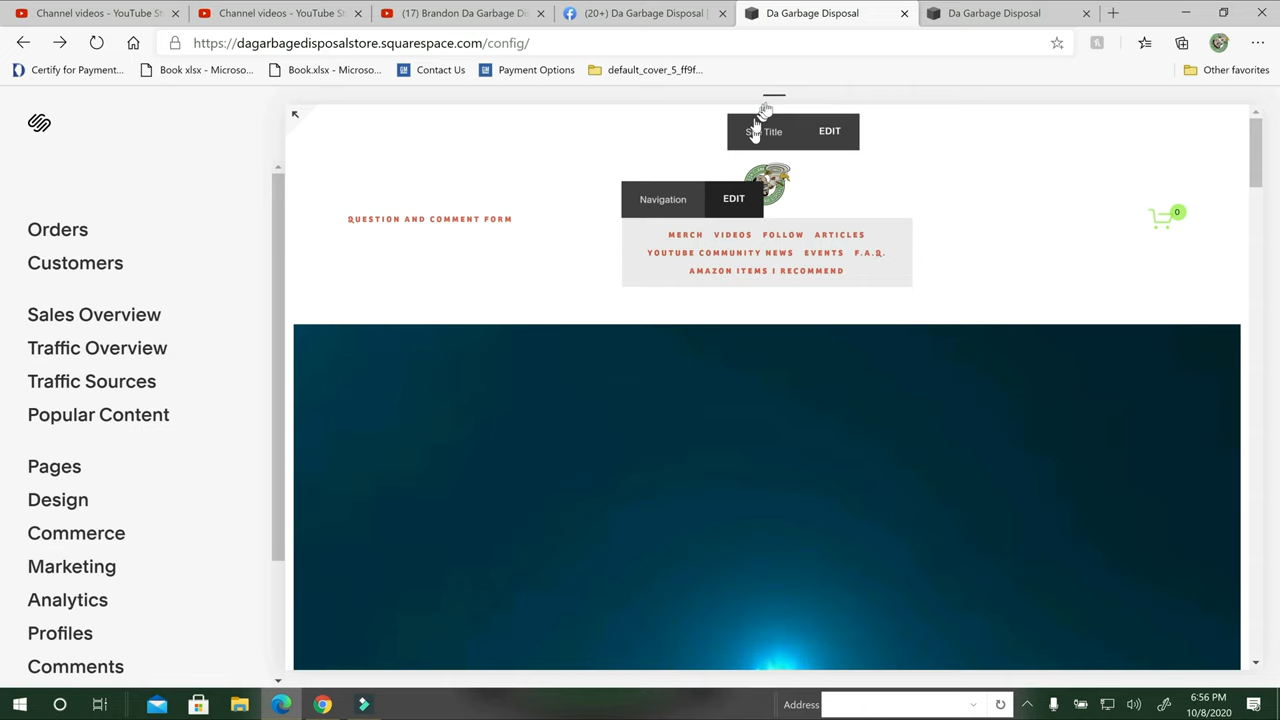 Channel videos - YouTube St
Channel videos - YouTube St
(17) Brandon Da Garbage Di
(20+) Da Garbage Disposal |
Da Garbage Disposal
Da Garbage Disposal
https://dagarbagedisposalstore.squarespace.com/config/
Certify for Payment...
Book xlsx - Microso...
Book.xlsx - Microso...
Contact Us
Payment Options
default_cover_5_ff9f...
Other favorites
Title EDIT
Navigation EDIT
QUESTION AND COMMENT FORM
0
MERCH VIDEOS FOLLOW ARTICLES
YOUTUBE COMMUNITY NEWS EVENTS F.A.Q.
AMAZON ITEMS I RECOMMEND
Orders
Customers
Sales Overview
Traffic Overview
Traffic Sources
Popular Content
Pages
Design
Commerce
Marketing
Analytics
Profiles
Comments
Address
6:56 PM
10/8/2020